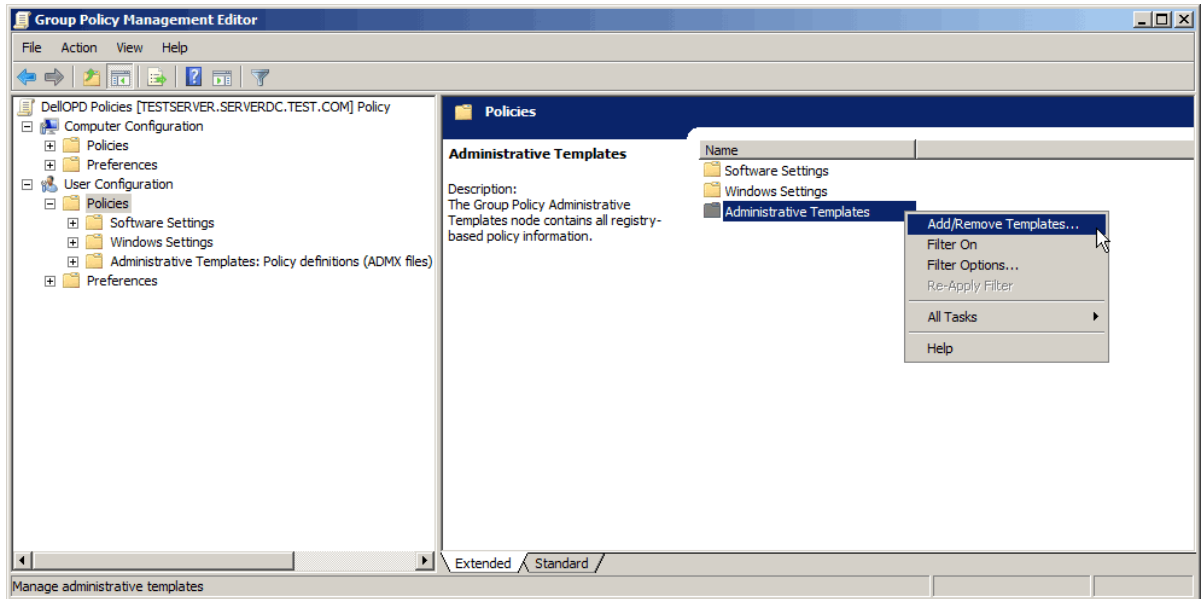 Group Policy Management Editor
File Action View Help
DellOPD Policies [TESTSERVER.SERVERDC.TEST.COM] Policy
Computer Configuration
Policies
Preferences
User Configuration
Policies
Software Settings
Windows Settings
Administrative Templates: Policy definitions (ADMX files)
Preferences
Policies
Administrative Templates
Description:
The Group Policy Administrative
Templates node contains all registry-
based policy information.
Name
Software Settings
Windows Settings
Administrative Templates
Add/Remove Templates...
Filter On
Filter Options...
Re-Apply Filter
All Tasks
Help
Extended Standard
Manage administrative templates